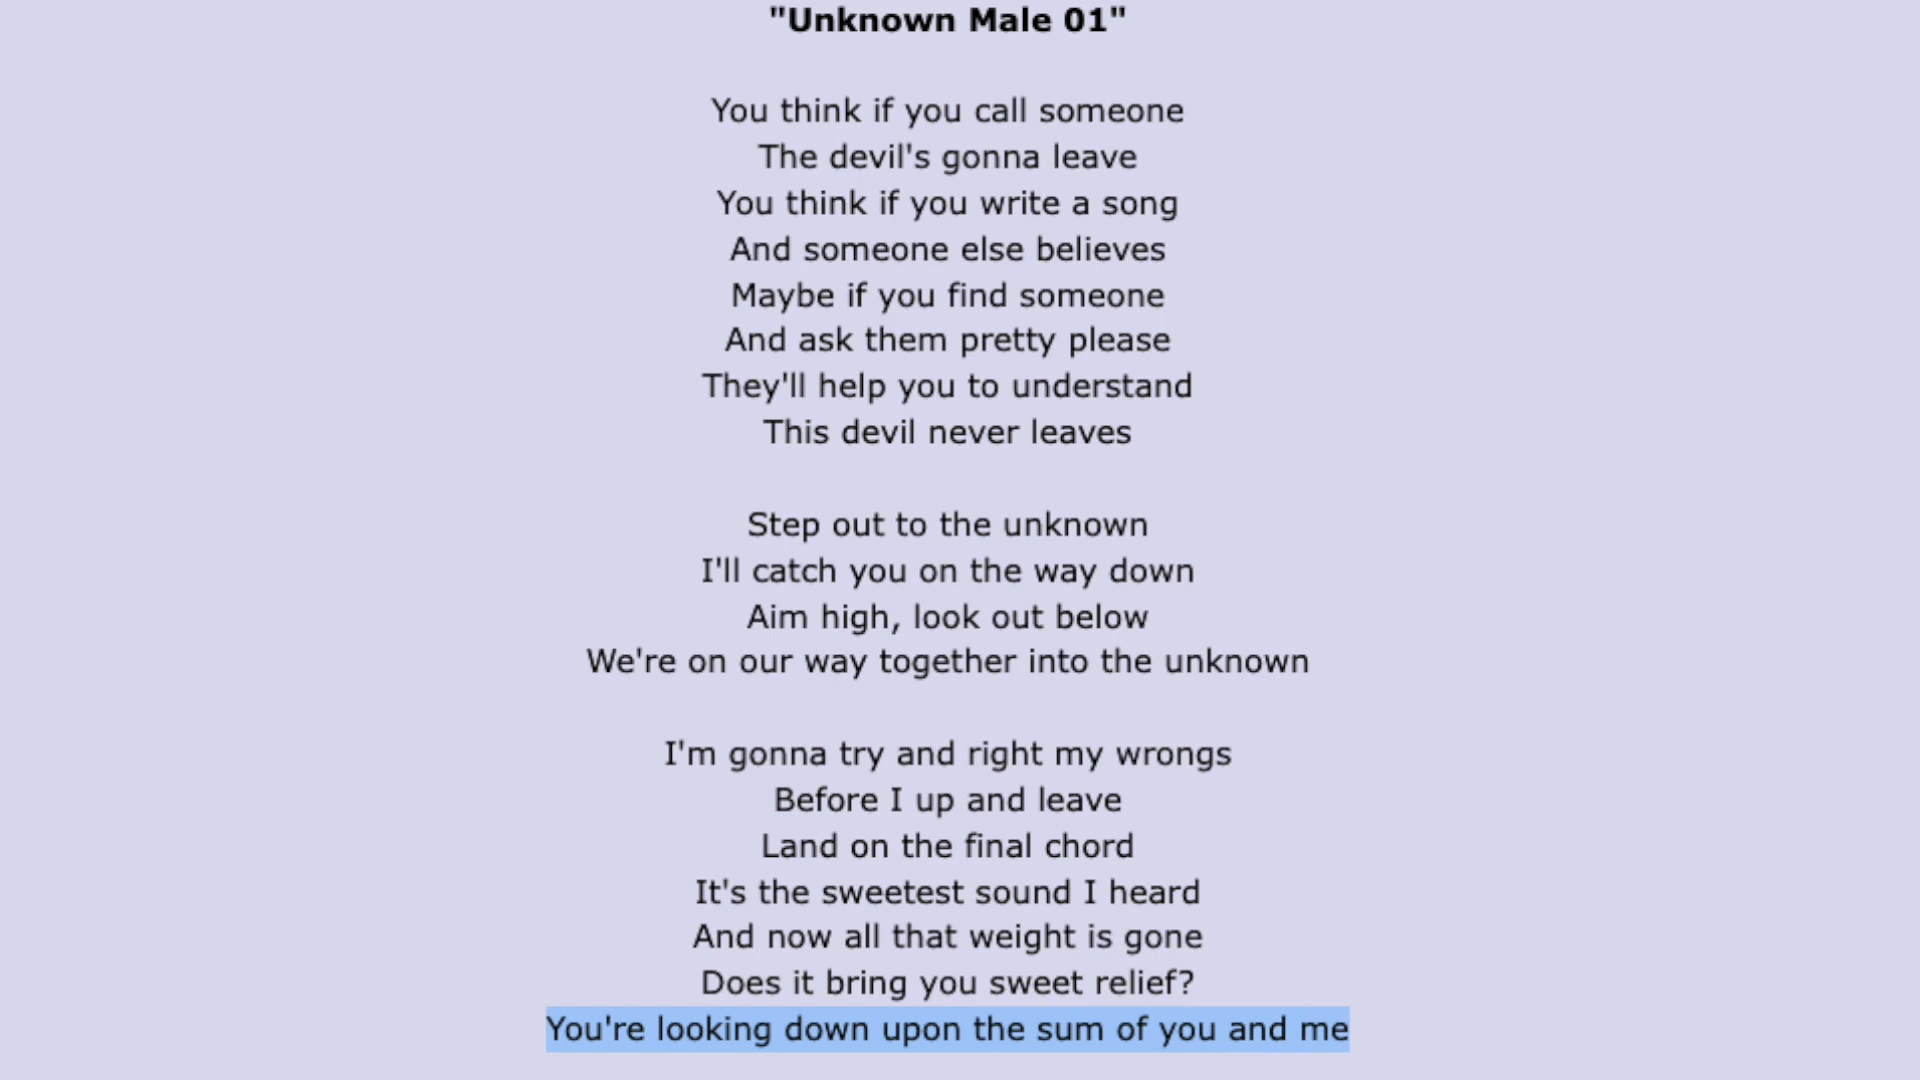 "Unknown Male 01"
You think if you call someone
The devil's gonna leave
You think if you write a song
And someone else believes
Maybe if you find someone
And ask them pretty please
They'll help you to understand
This devil never leaves
Step out to the unknown
I'll catch you on the way down
Aim high, look out below
We're on our way together into the unknown
I'm gonna try and right my wrongs
Before I up and leave
Land on the final chord
It's the sweetest sound I heard
And now all that weight is gone
Does it bring you sweet relief?
You're looking down upon the sum of you and me